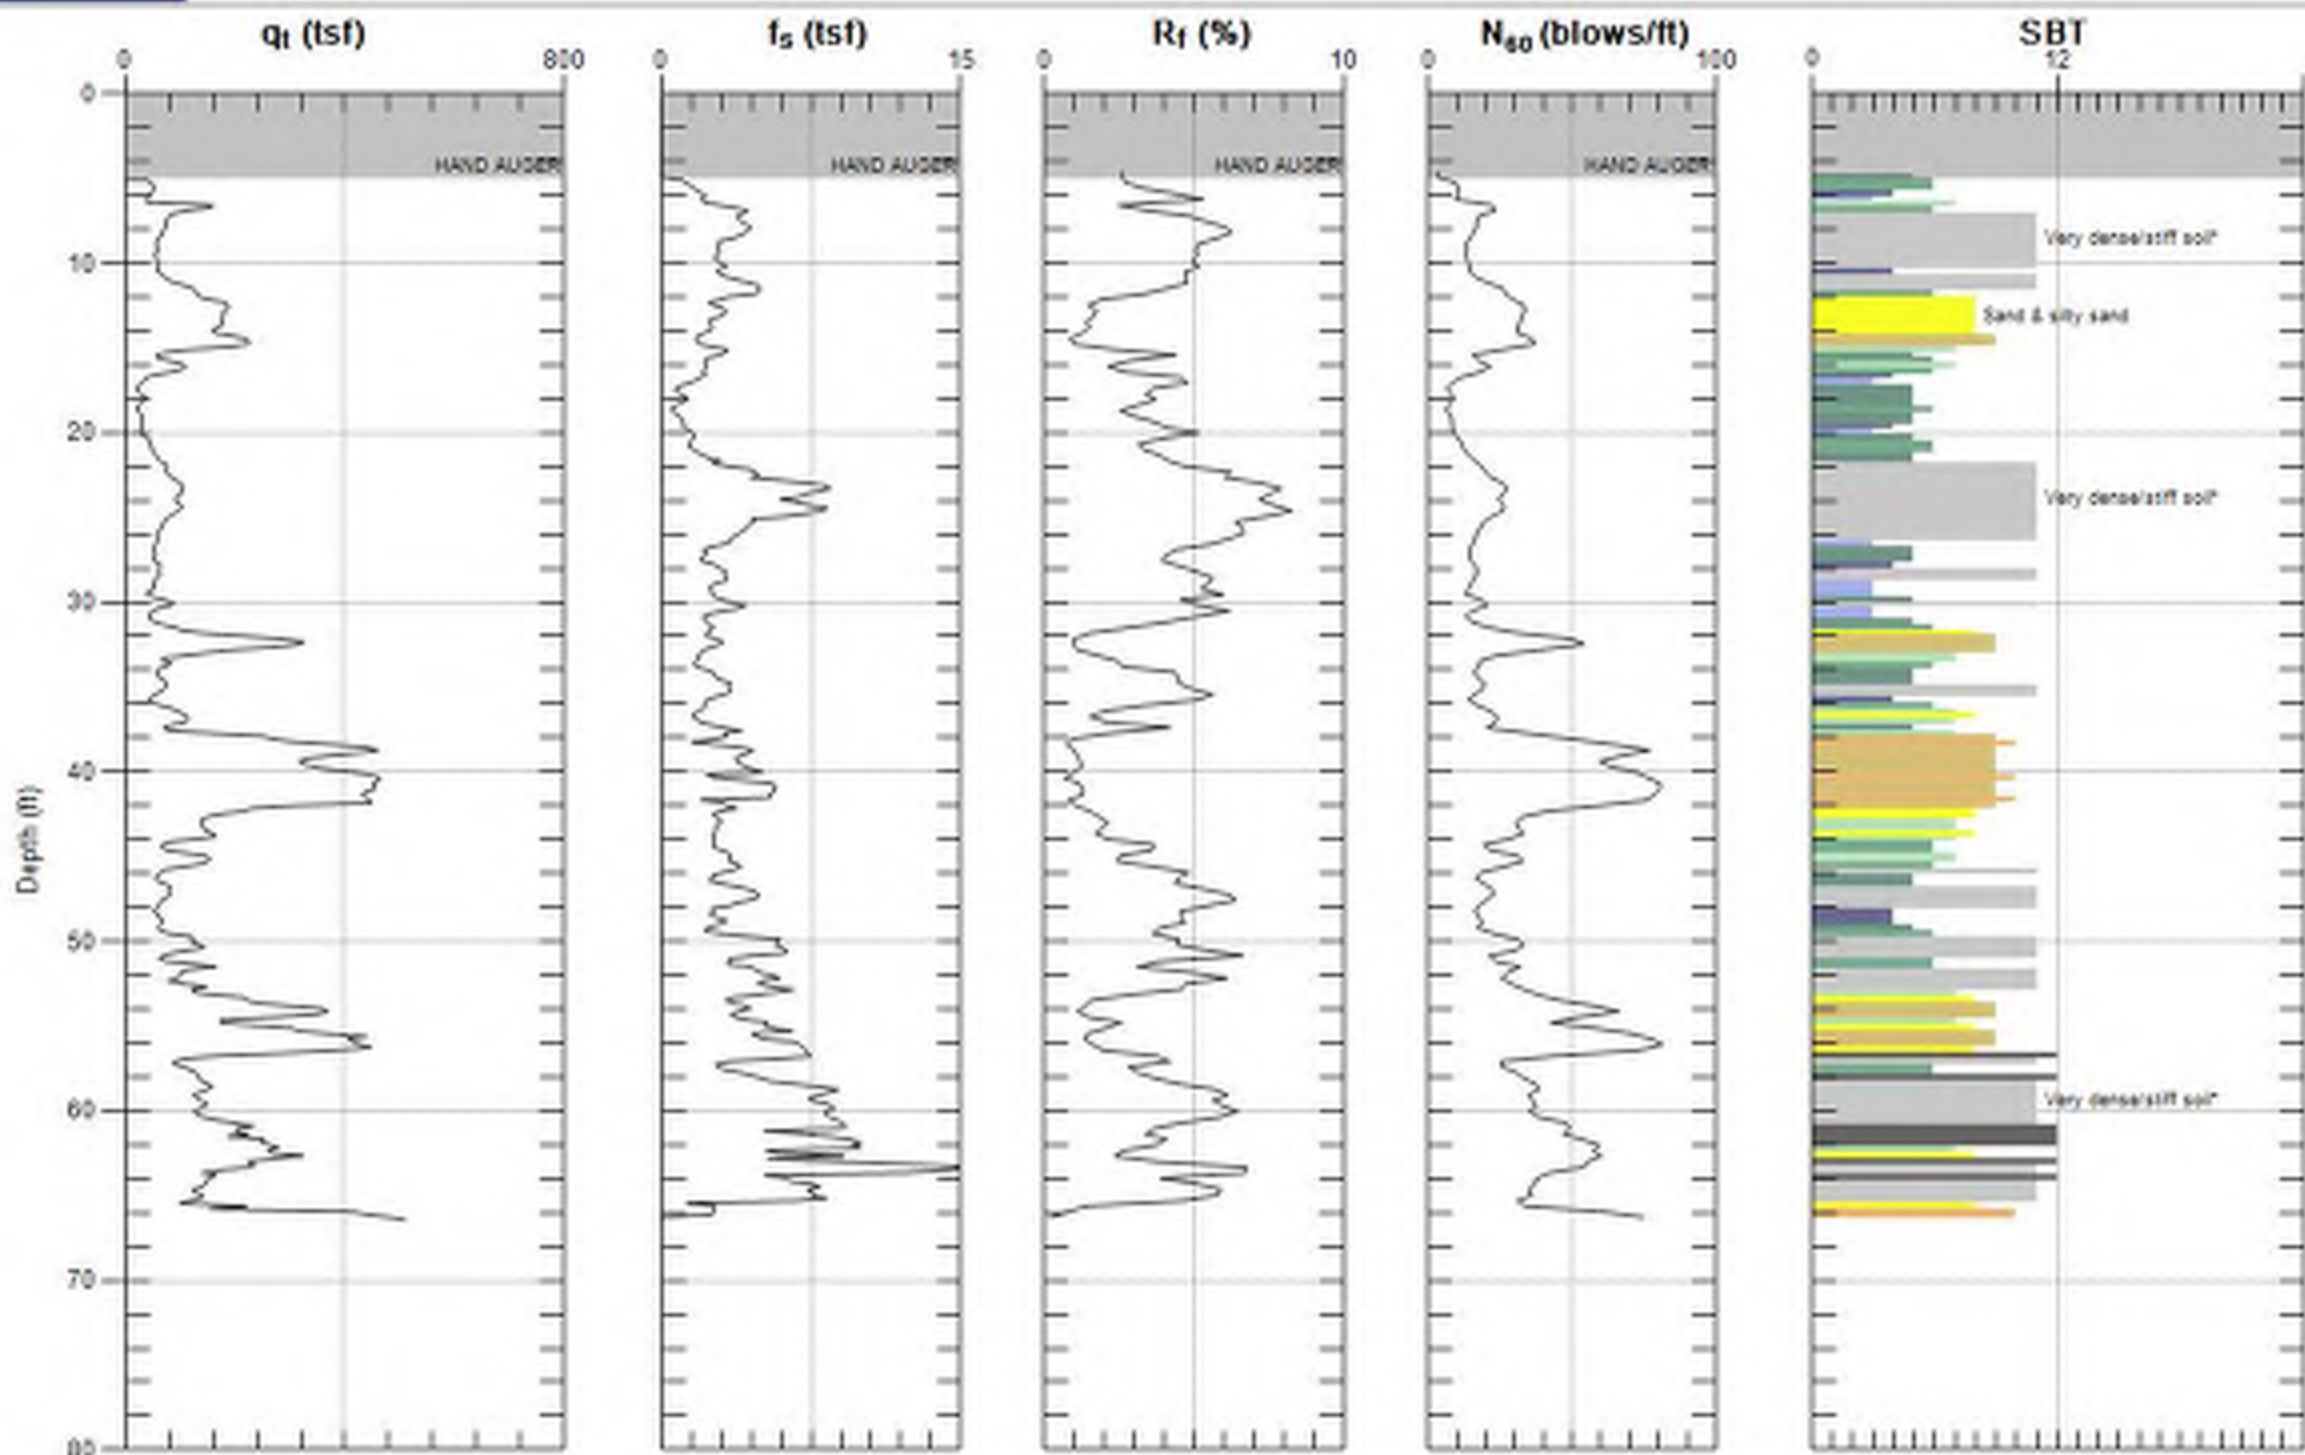 qt (tsf) fs (tsf) Rf (%) N60 (blows/ft) SBT
0 800 0 15 0 10 0 100 0 12
0
HAND AUGER HAND AUGER HAND AUGER HAND AUGER
Very dense/stiff soil*
10
Sand & silty sand
20
Very dense/stiff soil*
30
40
Depth (ft)
50
Very dense/stiff soil*
60
70
80